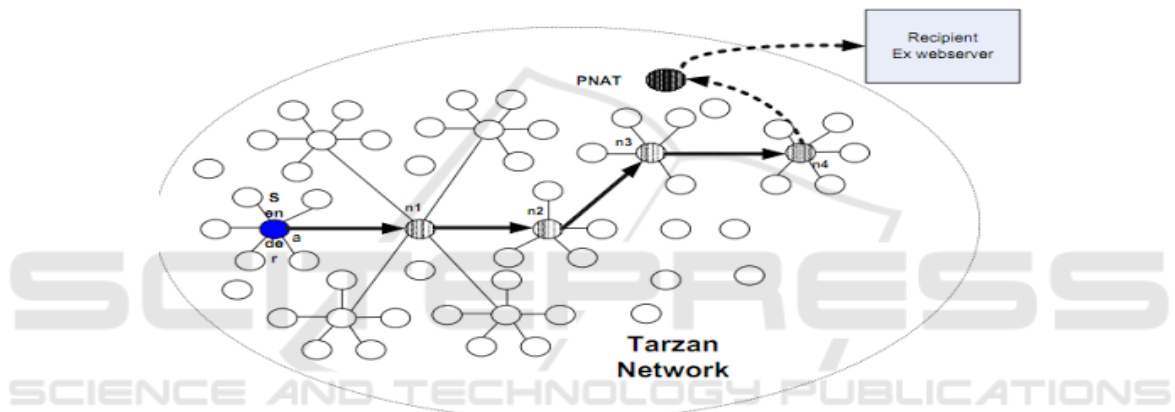 Recipient
Ex webserver
PNAT
n3
n4
S
en
de
r
a
n1
n2
Tarzan
Network
SCITEPRESS
SCIENCE AND TECHNOLOGY PUBLICATIONS